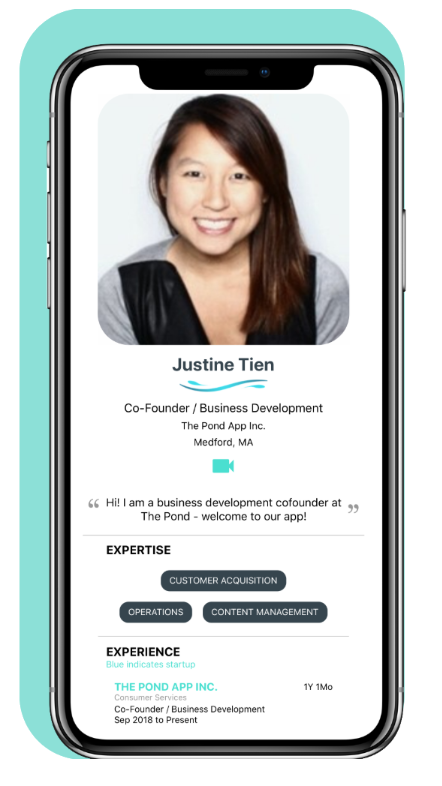 Justine Tien
Co-Founder / Business Development
The Pond App Inc.
Medford, MA
“ Hi! I am a business development cofounder at
The Pond - welcome to our app! ”
EXPERTISE
CUSTOMER ACQUISITION
OPERATIONS CONTENT MANAGEMENT
EXPERIENCE
Blue indicates startup
THE POND APP INC. 1Y 1Mo
Consumer Services
Co-Founder / Business Development
Sep 2018 to Present